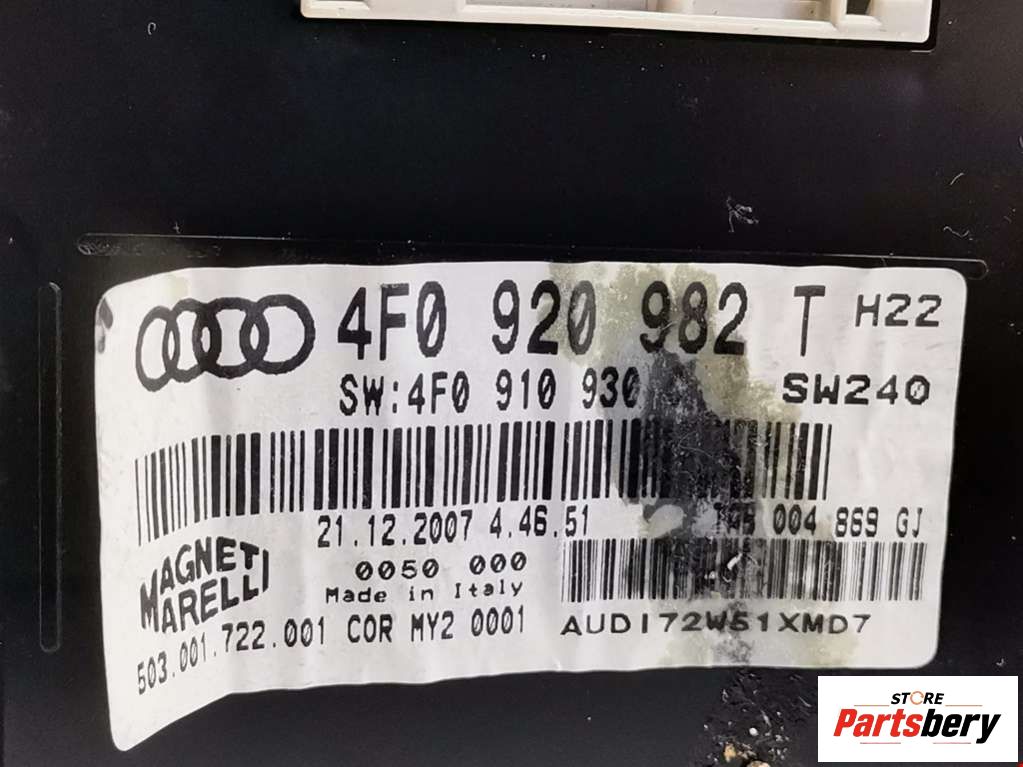 4F0 920 982 T H22
SW:4F0 910 930 SW240
21.12.2007 4.46.51
004 869 GJ
MAGNETI
MARELLI
0050 000
Made in Italy
503.001.722.001 COR MY2 0001
AUDI72W51XMD7
STORE
Partsbery